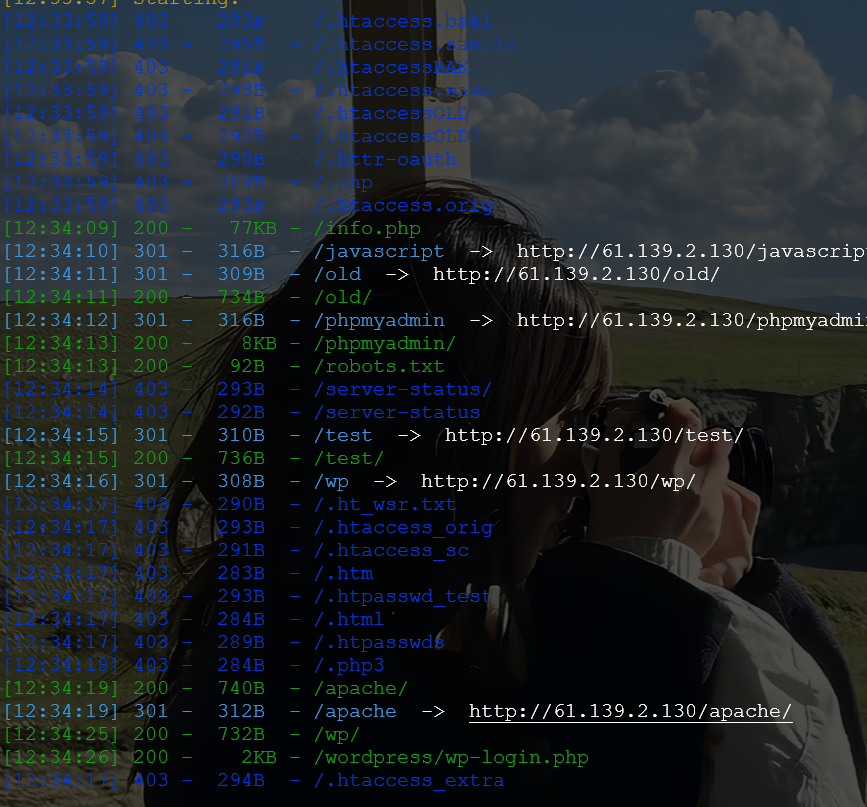 [12:33:57] Starting:
[12:33:59] 403 - 293B - /.htaccess.bak1
[12:33:59] 403 - 295B - /.htaccess.sample
[12:33:59] 403 - 291B - /.htaccessBAK
[12:33:59] 403 - 293B - /.htaccess.save
[12:33:59] 403 - 291B - /.htaccessOLD
[12:33:59] 403 - 292B - /.htaccessOLD2
[12:33:59] 403 - 290B - /.httr-oauth
[12:33:59] 403 - 283B - /.php
[12:33:59] 403 - 293B - /.htaccess.orig
[12:34:09] 200 - 77KB - /info.php
[12:34:10] 301 - 316B - /javascript -> http://61.139.2.130/javascrip
[12:34:11] 301 - 309B - /old -> http://61.139.2.130/old/
[12:34:11] 200 - 734B - /old/
[12:34:12] 301 - 316B - /phpmyadmin -> http://61.139.2.130/phpmyadmi
[12:34:13] 200 - 8KB - /phpmyadmin/
[12:34:13] 200 - 92B - /robots.txt
[12:34:14] 403 - 293B - /server-status/
[12:34:14] 403 - 292B - /server-status
[12:34:15] 301 - 310B - /test -> http://61.139.2.130/test/
[12:34:15] 200 - 736B - /test/
[12:34:16] 301 - 308B - /wp -> http://61.139.2.130/wp/
[12:34:17] 403 - 290B - /.ht_wsr.txt
[12:34:17] 403 - 293B - /.htaccess_orig
[12:34:17] 403 - 291B - /.htaccess_sc
[12:34:17] 403 - 283B - /.htm
[12:34:17] 403 - 293B - /.htpasswd_test
[12:34:17] 403 - 284B - /.html
[12:34:17] 403 - 289B - /.htpasswds
[12:34:18] 403 - 284B - /.php3
[12:34:19] 200 - 740B - /apache/
[12:34:19] 301 - 312B - /apache -> http://61.139.2.130/apache/
[12:34:25] 200 - 732B - /wp/
[12:34:26] 200 - 2KB - /wordpress/wp-login.php
[12:34:17] 403 - 294B - /.htaccess_extra